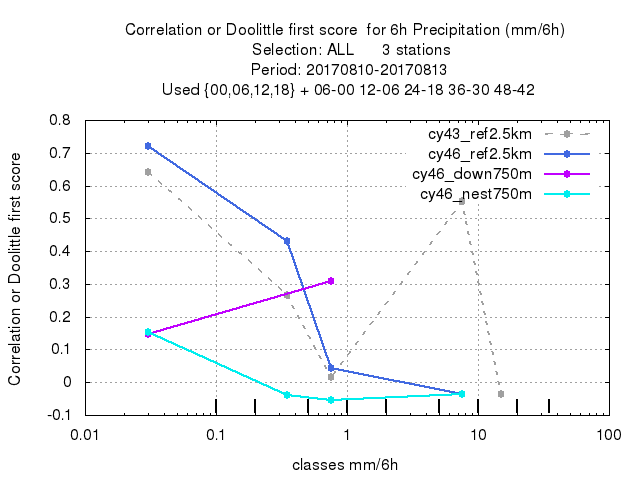 Correlation or Doolittle first score  for 6h Precipitation (mm/6h)
Selection: ALL      3 stations
Period: 20170810-20170813
Used {00,06,12,18} + 06-00 12-06 24-18 36-30 48-42
Correlation or Doolittle first score
0.8
0.7
0.6
0.5
0.4
0.3
0.2
0.1
0
-0.1
cy43_ref2.5km
cy46_ref2.5km
cy46_down750m
cy46_nest750m
0.01 0.1 1 10 100
classes mm/6h